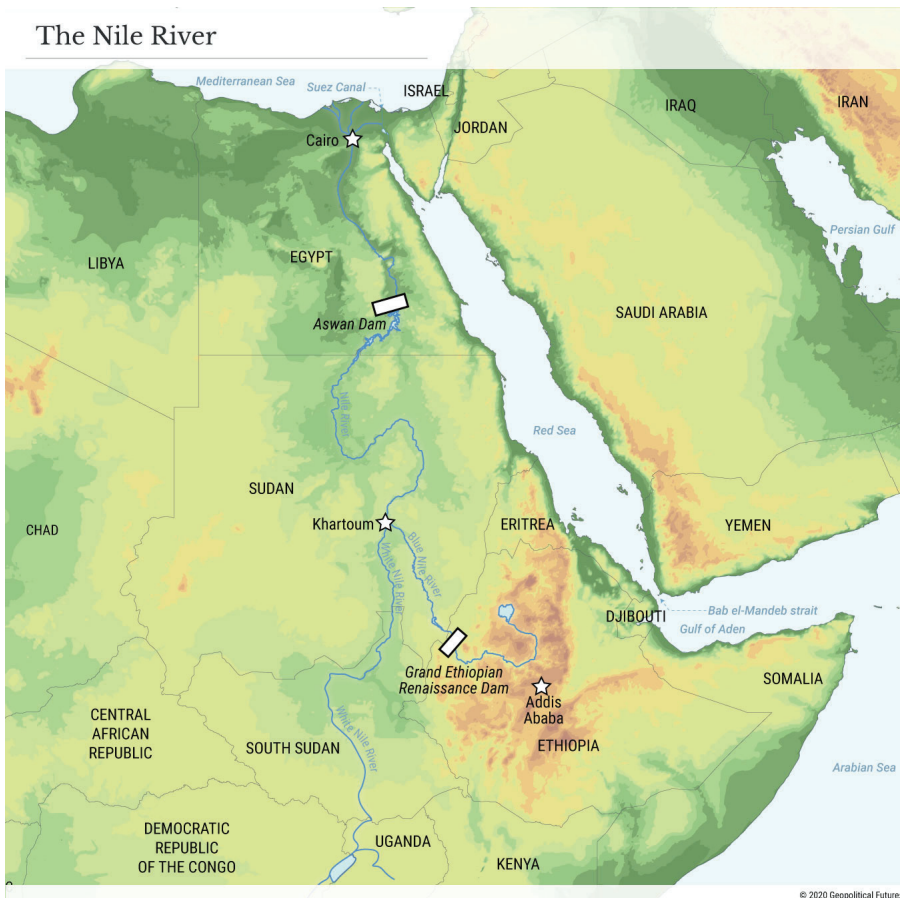 The Nile River
Mediterranean Sea
Suez Canal
ISRAEL
IRAQ
IRAN
JORDAN
Cairo
Persian Gulf
EGYPT
LIBYA
SAUDI ARABIA
Aswan Dam
Nile River
Red Sea
SUDAN
Khartoum
ERITREA
YEMEN
CHAD
White Nile River
Blue Nile River
Bab el-Mandeb strait
DJIBOUTI
Gulf of Aden
Grand Ethiopian
Renaissance Dam
SOMALIA
Addis
Ababa
CENTRAL
AFRICAN
REPUBLIC
SOUTH SUDAN
White Nile River
ETHIOPIA
Arabian Sea
DEMOCRATIC
REPUBLIC
OF THE CONGO
UGANDA
KENYA
© 2020 Geopolitical Futures